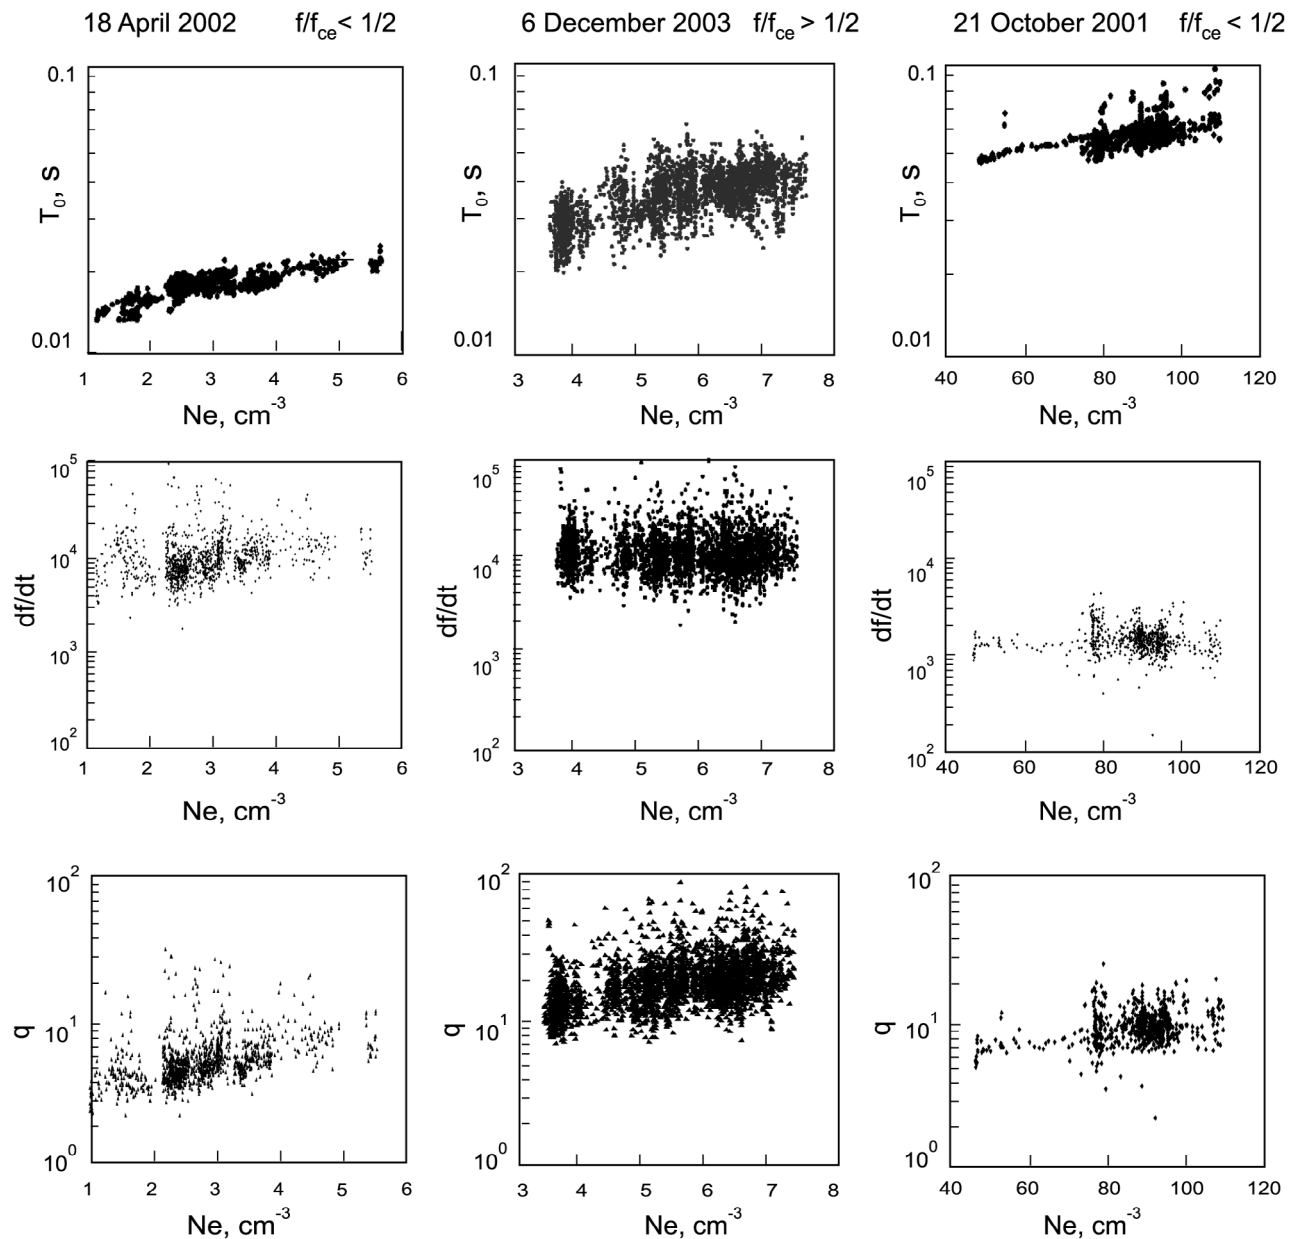 18 April 2002 f/fce< 1/2 6 December 2003 f/fce > 1/2 21 October 2001 f/fce < 1/2
0.1 0.1 0.1
T0, s T0, s T0, s
0.01 0.01 0.01
1 2 3 4 5 6 3 4 5 6 7 8 40 60 80 100 120
Ne, cm-3 Ne, cm-3 Ne, cm-3
10^5 10^5 10^5
10^4 10^4 10^4
df/dt df/dt df/dt
10^3 10^3 10^3
10^2 10^2 10^2
1 2 3 4 5 6 3 4 5 6 7 8 40 60 80 100 120
Ne, cm-3 Ne, cm-3 Ne, cm-3
10^2 10^2 10^2
q 10^1 q 10^1 q 10^1
10^0 10^0 10^0
1 2 3 4 5 6 3 4 5 6 7 8 40 60 80 100 120
Ne, cm-3 Ne, cm-3 Ne, cm-3